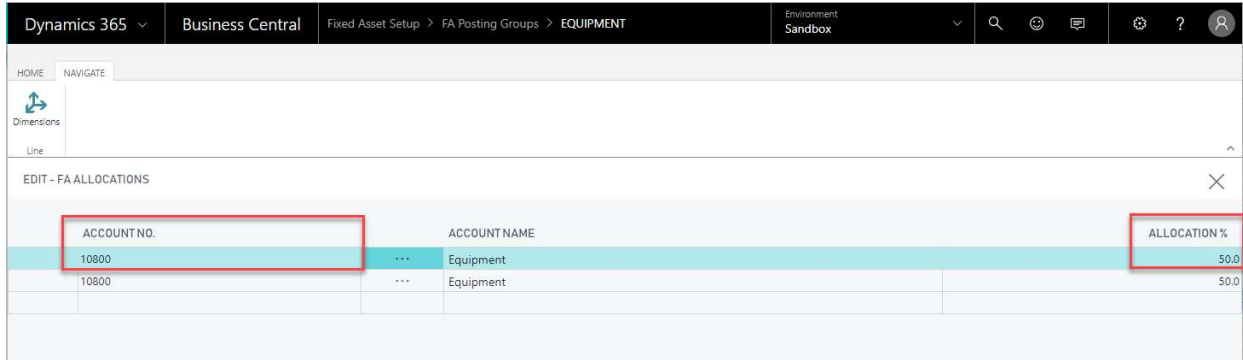 Dynamics 365 Business Central Fixed Asset Setup > FA Posting Groups > EQUIPMENT Environment
Sandbox ?
HOME NAVIGATE
Dimensions
Line
EDIT - FA ALLOCATIONS
ACCOUNT NO. ACCOUNT NAME ALLOCATION %
10800 ... Equipment 50.0
10800 ... Equipment 50.0